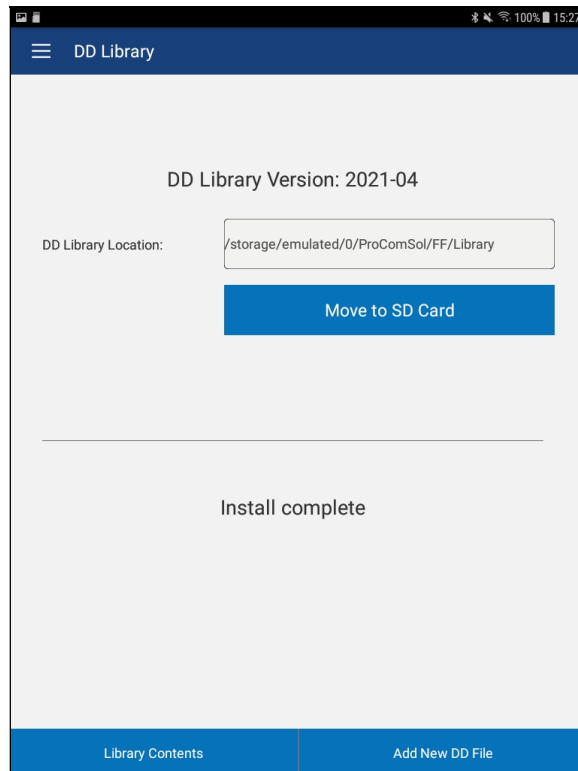 100% 15:27
DD Library
DD Library Version: 2021-04
DD Library Location:
/storage/emulated/0/ProComSol/FF/Library
Move to SD Card
Install complete
Library Contents
Add New DD File